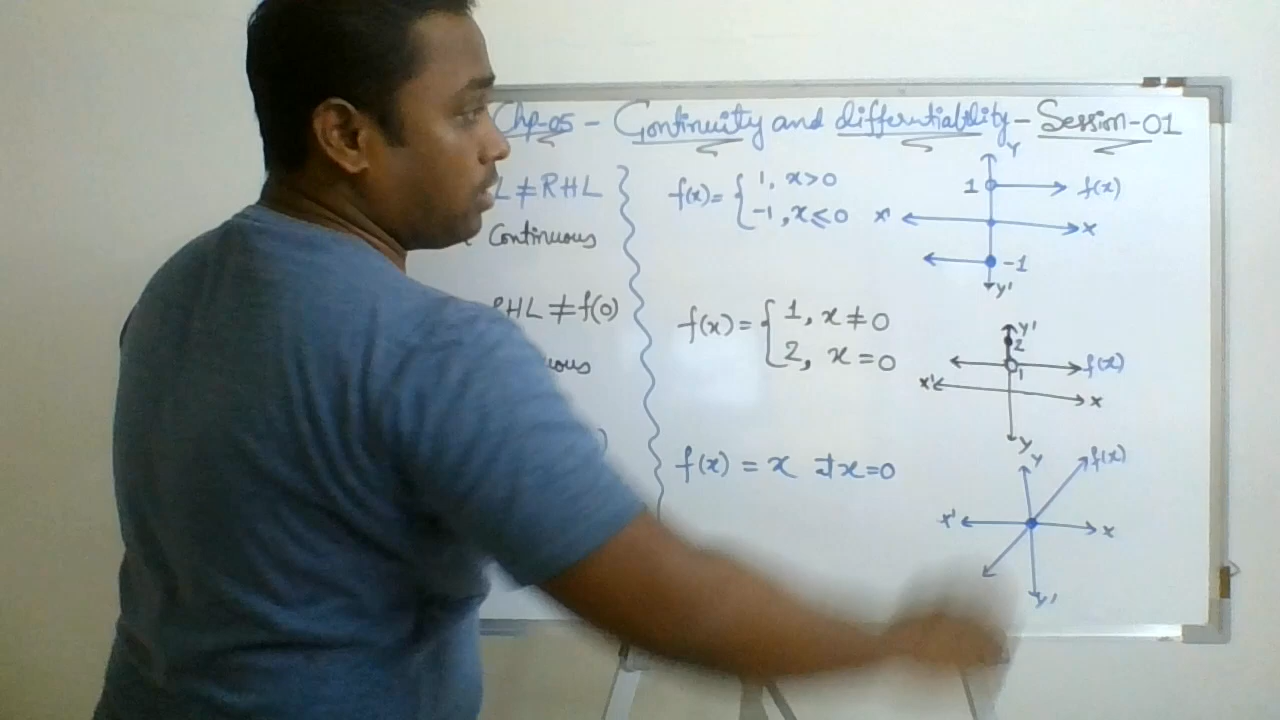 Chp-05 - Continuity and differntiability - Session-01
L ≠ RHL
Continuous
RHL ≠ f(0)
f(x) = { 1, x>0
-1, x≤0
Y
1
f(x)
x'
x
-1
Y'
f(x) = { 1, x ≠ 0
2, x = 0
Y'
2
f(x)
1
x'
x
y
f(x) = x at x=0
Y
f(x)
x'
x
Y'